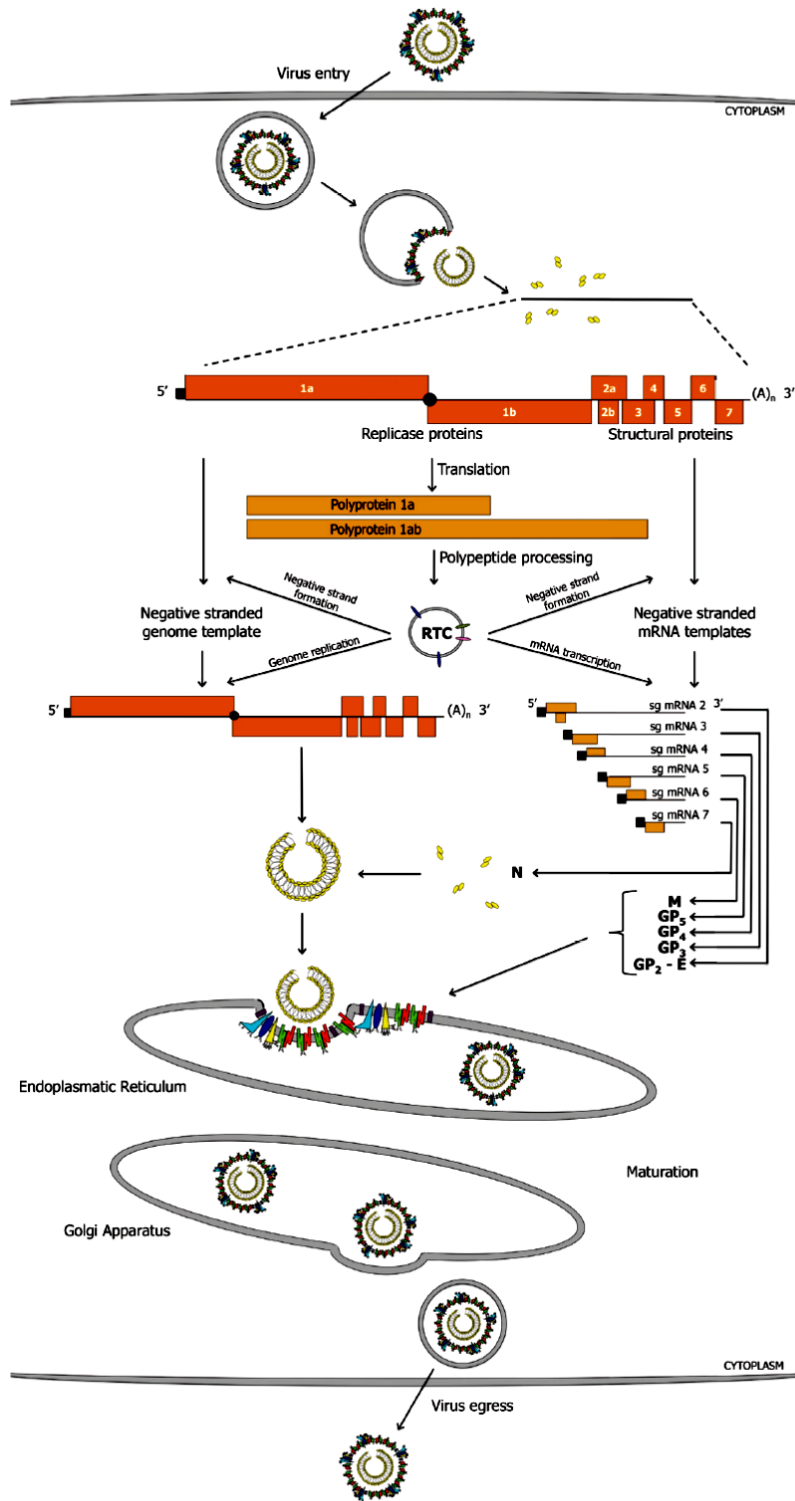 Virus entry
CYTOPLASM
5' 1a 2a 4 6 (A)n 3'
1b 2b 3 5 7
Replicase proteins Structural proteins
Translation
Polyprotein 1a
Polyprotein 1ab
Polypeptide processing
Negative strand
formation
Negative strand
formation
Negative stranded
genome template
RTC
Negative stranded
mRNA templates
Genome replication
mRNA transcription
5' (A)n 3'
5' sg mRNA 2 3'
sg mRNA 3
sg mRNA 4
sg mRNA 5
sg mRNA 6
sg mRNA 7
N
M
GP5
GP4
GP3
GP2 - E
Endoplasmatic Reticulum
Maturation
Golgi Apparatus
CYTOPLASM
Virus egress